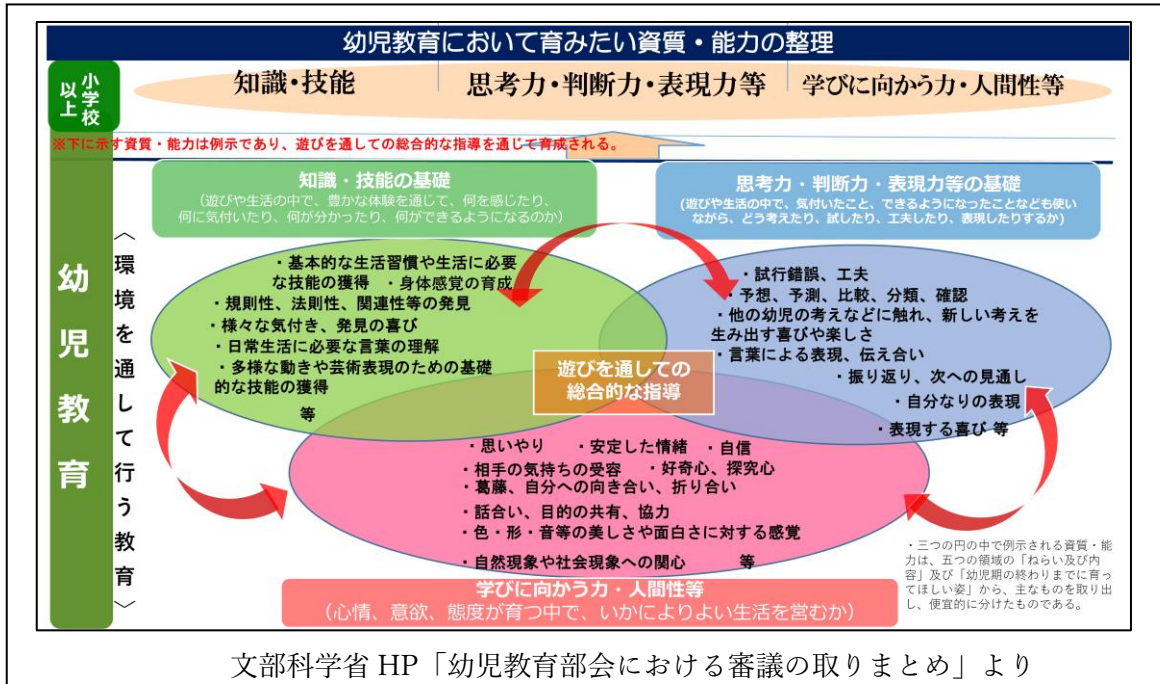 幼児教育において育みたい資質・能力の整理
小学校
以上
知識・技能
思考力・判断力・表現力等
学びに向かう力・人間性等
※下に示す資質・能力は例示であり、遊びを通しての総合的な指導を通じて育成される。
幼児教育
〈環境を通して行う教育〉
知識・技能の基礎
(遊びや生活の中で、豊かな体験を通じて、何を感じたり、
何に気付いたり、何が分かったり、何ができるようになるのか)
思考力・判断力・表現力等の基礎
(遊びや生活の中で、気付いたこと、できるようになったことなども使い
ながら、どう考えたり、試したり、工夫したり、表現したりするか)
・基本的な生活習慣や生活に必要
な技能の獲得 ・身体感覚の育成
・規則性、法則性、関連性等の発見
・様々な気付き、発見の喜び
・日常生活に必要な言葉の理解
・多様な動きや芸術表現のための基礎
的な技能の獲得
等
・試行錯誤、工夫
・予想、予測、比較、分類、確認
・他の幼児の考えなどに触れ、新しい考えを
生み出す喜びや楽しさ
・言葉による表現、伝え合い
・振り返り、次への見通し
・自分なりの表現
・表現する喜び 等
遊びを通しての
総合的な指導
・思いやり ・安定した情緒 ・自信
・相手の気持ちの受容 ・好奇心、探究心
・葛藤、自分への向き合い、折り合い
・話合い、目的の共有、協力
・色・形・音等の美しさや面白さに対する感覚
・自然現象や社会現象への関心 等
学びに向かう力・人間性等
(心情、意欲、態度が育つ中で、いかによりよい生活を営むか)
・三つの円の中で例示される資質・能
力は、五つの領域の「ねらい及び内
容」及び「幼児期の終わりまでに育っ
てほしい姿」から、主なものを取り出
し、便宜的に分けたものである。
文部科学省 HP「幼児教育部会における審議の取りまとめ」より